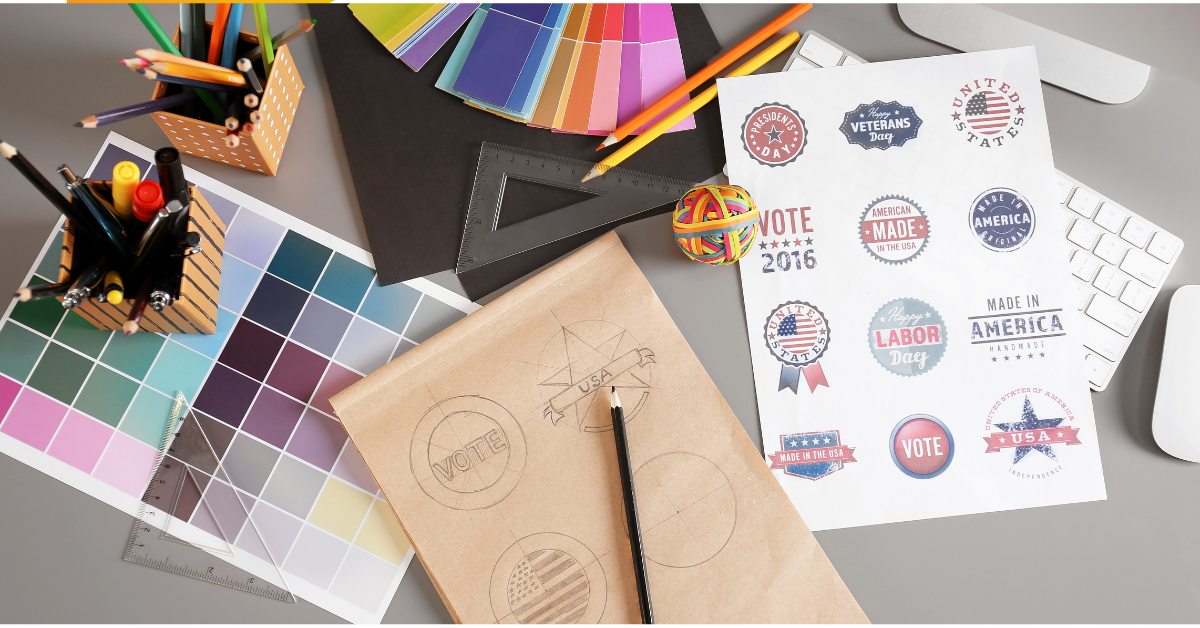 PRESIDENTS
DAY
Happy
VETERANS
Day
UNITED
STATES
VOTE
2016
AMERICAN
MADE
IN THE USA
MADE IN
AMERICA
ORIGINAL
UNITED
STATES
Happy
LABOR
Day
MADE IN
AMERICA
HANDMADE
MADE IN THE USA
VOTE
UNITED STATES OF AMERICA
USA
INDEPENDENCE
USA
VOTE